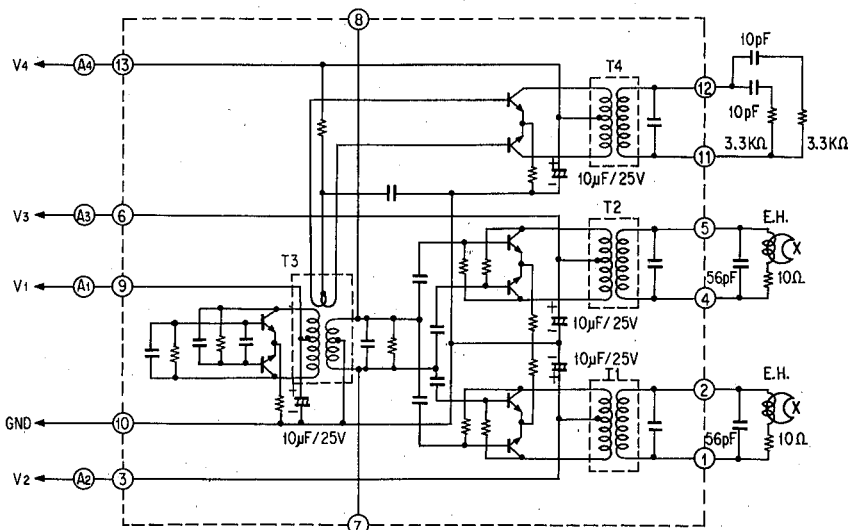 8
V4 A4 13
T4
10pF
12
10pF
3.3KΩ
3.3KΩ
11
+
-
10μF/25V
V3 A3 6
T2
5
E.H.
X
56pF
10Ω
4
T3
V1 A1 9
+
-
10μF/25V
+
-
10μF/25V
T1
2
E.H.
X
56pF
10Ω
1
+
-
GND 10
10μF/25V
V2 A2 3
7